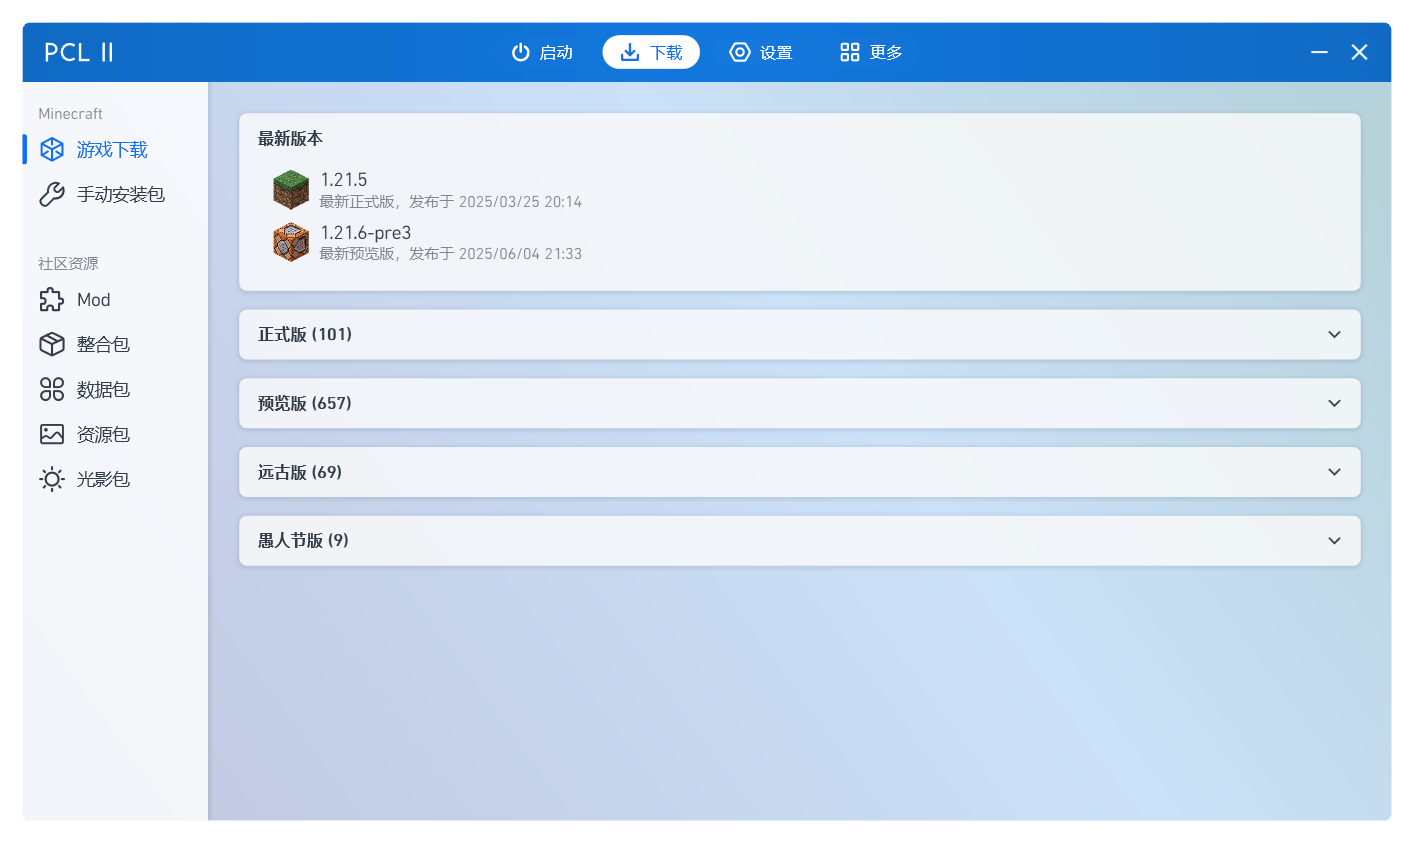 PCL II
启动
下载
设置
更多
Minecraft
游戏下载
手动安装包
社区资源
Mod
整合包
数据包
资源包
光影包
最新版本
1.21.5
最新正式版，发布于 2025/03/25 20:14
1.21.6-pre3
最新预览版，发布于 2025/06/04 21:33
正式版 (101)
预览版 (657)
远古版 (69)
愚人节版 (9)